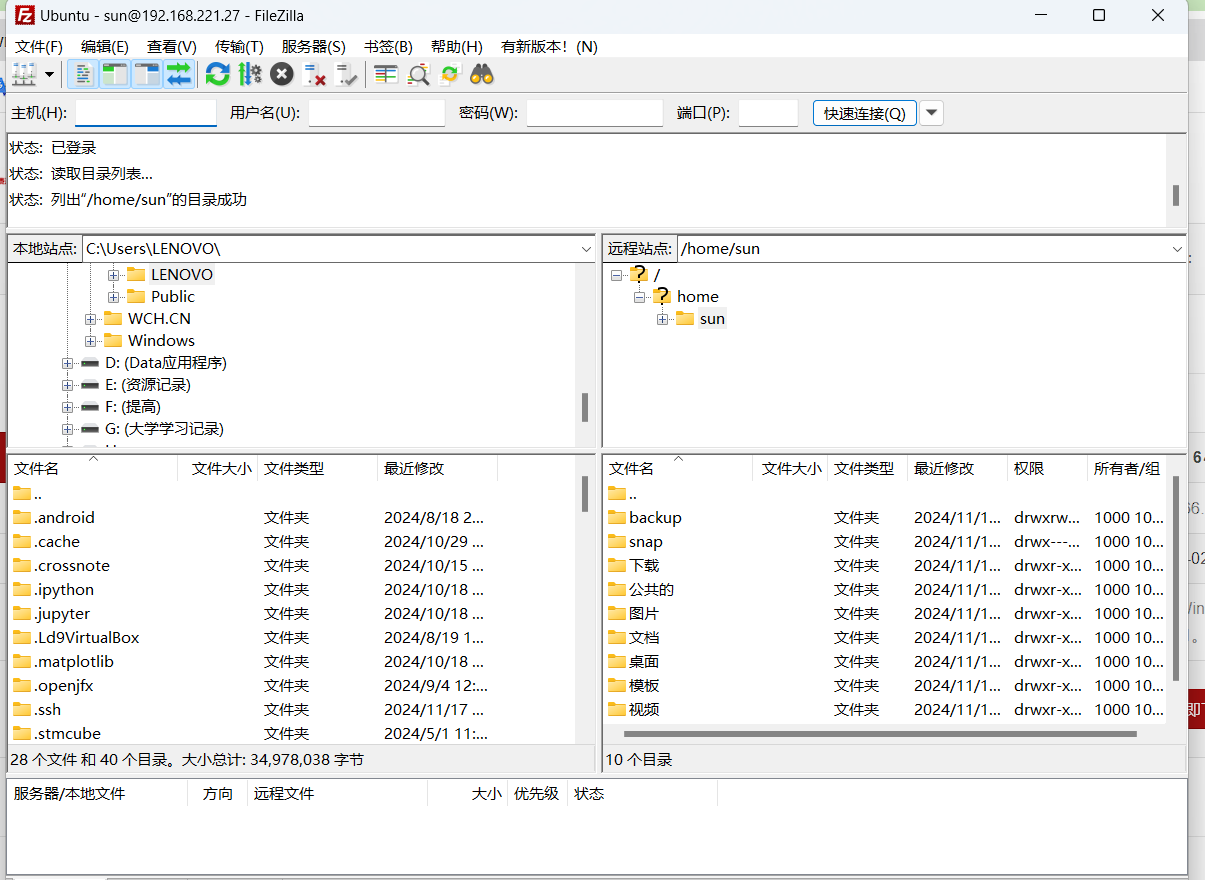 Ubuntu - sun@192.168.221.27 - FileZilla
文件(F) 编辑(E) 查看(V) 传输(T) 服务器(S) 书签(B) 帮助(H) 有新版本! (N)
主机(H): 用户名(U): 密码(W): 端口(P): 快速连接(Q)
状态: 已登录
状态: 读取目录列表...
状态: 列出“/home/sun”的目录成功
本地站点: C:\Users\LENOVO\
LENOVO
Public
WCH.CN
Windows
D: (Data应用程序)
E: (资源记录)
F: (提高)
G: (大学学习记录)
远程站点: /home/sun
/
home
sun
文件名 文件大小 文件类型 最近修改
..
.android 文件夹 2024/8/18 2...
.cache 文件夹 2024/10/29 ...
.crossnote 文件夹 2024/10/15 ...
.ipython 文件夹 2024/10/18 ...
.jupyter 文件夹 2024/10/18 ...
.Ld9VirtualBox 文件夹 2024/8/19 1...
.matplotlib 文件夹 2024/10/18 ...
.openjfx 文件夹 2024/9/4 12:...
.ssh 文件夹 2024/11/17 ...
.stmcube 文件夹 2024/5/1 11:...
28 个文件 和 40 个目录。大小总计: 34,978,038 字节
文件名 文件大小 文件类型 最近修改 权限 所有者/组
..
backup 文件夹 2024/11/1... drwxrw... 1000 10...
snap 文件夹 2024/11/1... drwx---... 1000 10...
下载 文件夹 2024/11/1... drwxr-x... 1000 10...
公共的 文件夹 2024/11/1... drwxr-x... 1000 10...
图片 文件夹 2024/11/1... drwxr-x... 1000 10...
文档 文件夹 2024/11/1... drwxr-x... 1000 10...
桌面 文件夹 2024/11/1... drwxr-x... 1000 10...
模板 文件夹 2024/11/1... drwxr-x... 1000 10...
视频 文件夹 2024/11/1... drwxr-x... 1000 10...
10 个目录
服务器/本地文件 方向 远程文件 大小 优先级 状态